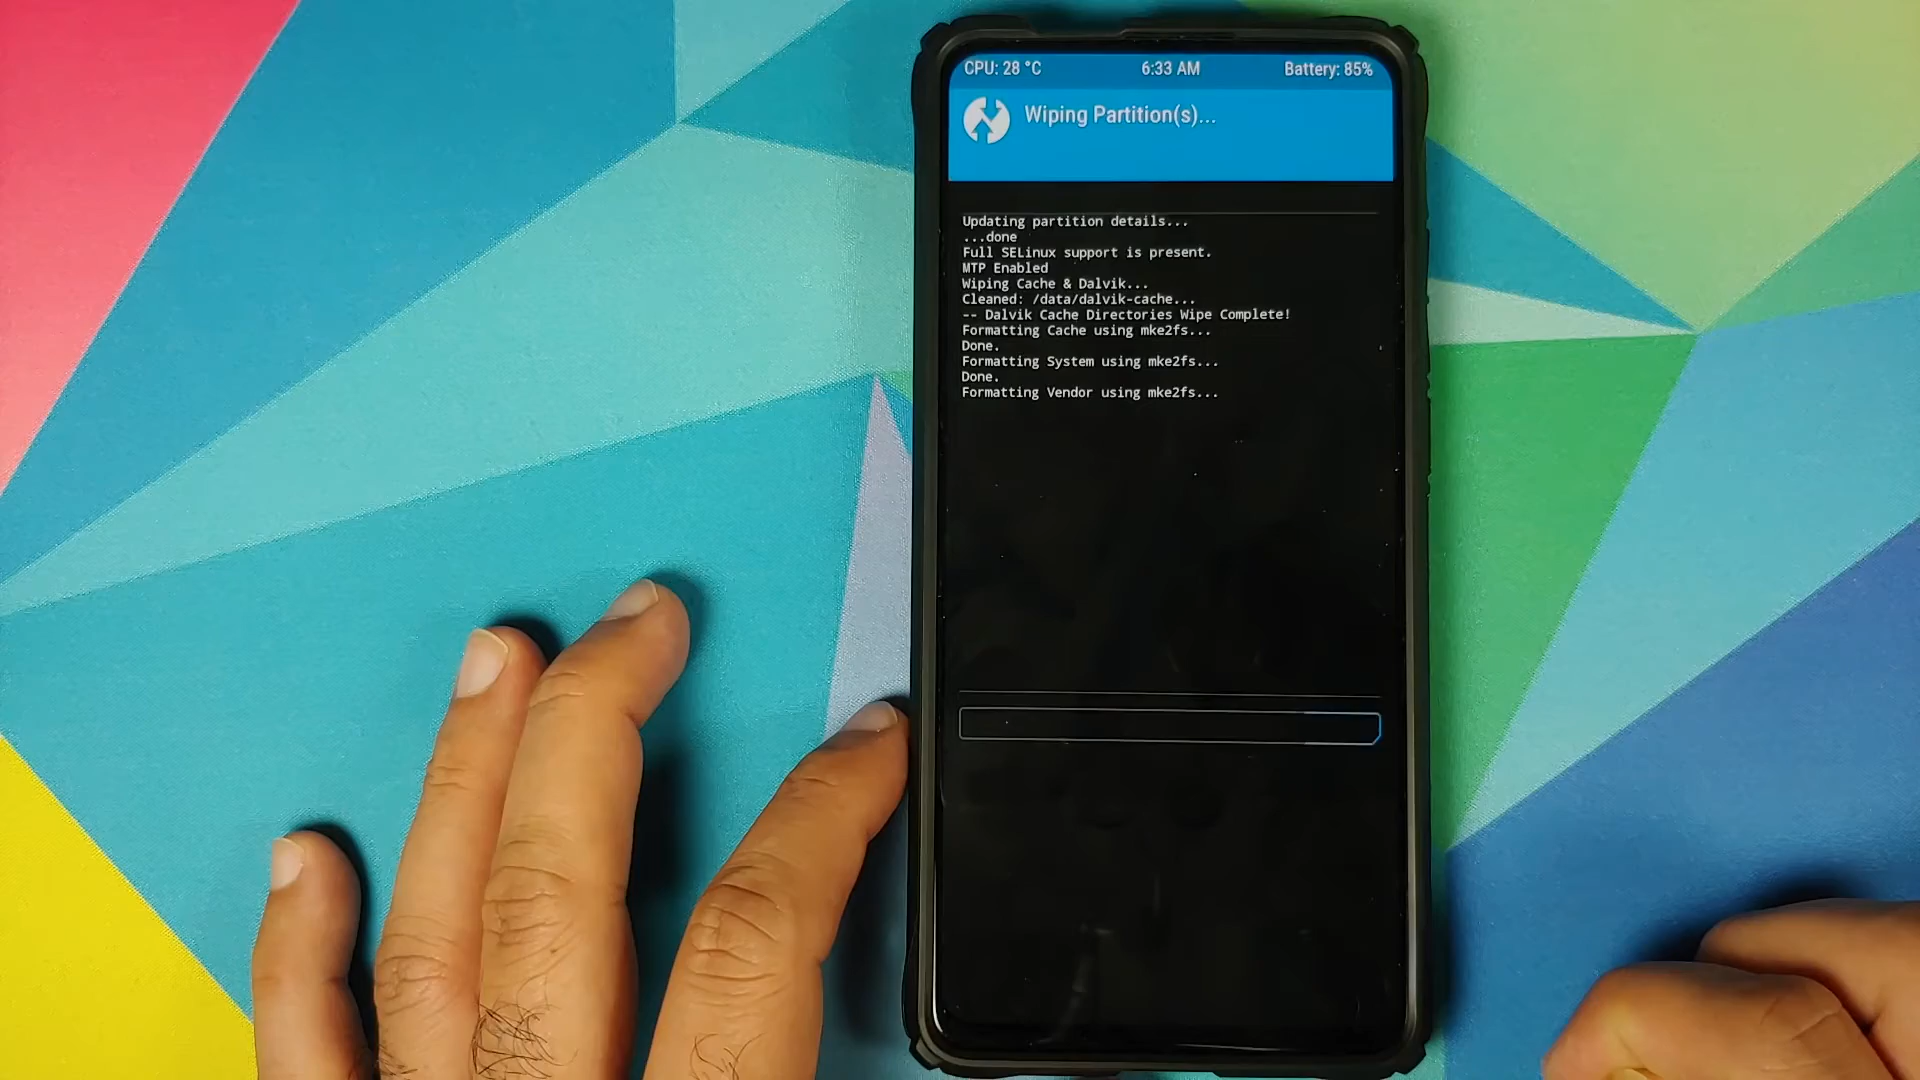 CPU: 28 °C 6:33 AM Battery: 85%
Wiping Partition(s)...
Updating partition details...
...done
Full SELinux support is present.
MTP Enabled
Wiping Cache & Dalvik...
Cleaned: /data/dalvik-cache...
-- Dalvik Cache Directories Wipe Complete!
Formatting Cache using mke2fs...
Done.
Formatting System using mke2fs...
Done.
Formatting Vendor using mke2fs...